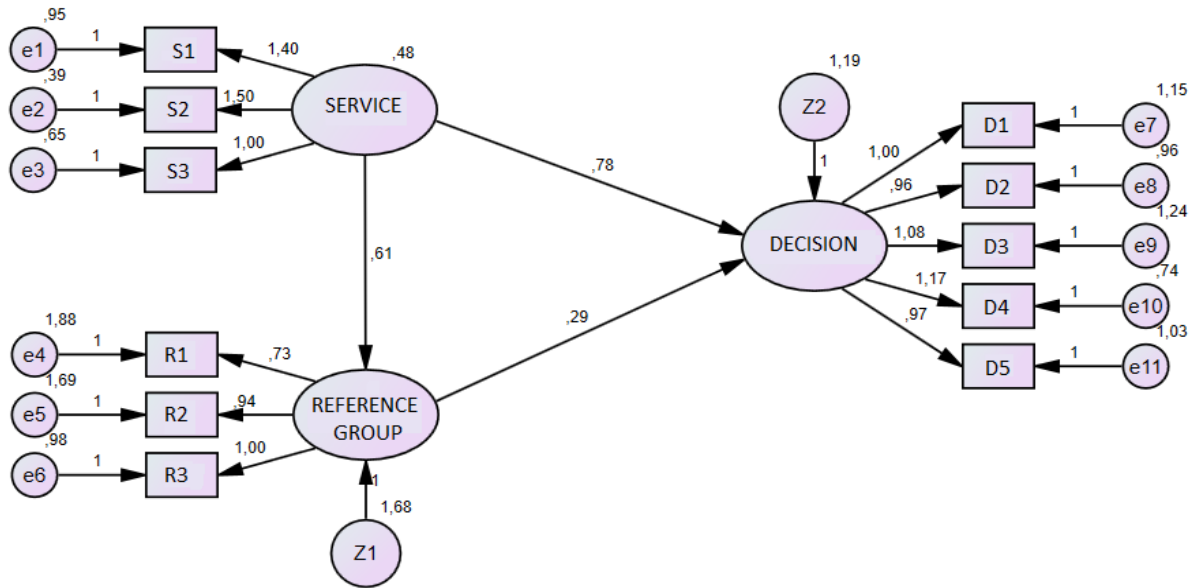 ,95
e1
1
S1
1,40
,48
,39
e2
1
S2
1,50
SERVICE
,65
e3
1
S3
1,00
1,19
Z2
1
,78
,61
,29
DECISION
1,00
D1
1
1,15
e7
,96
D2
1
,96
e8
1,08
D3
1
1,24
e9
1,17
D4
1
,74
e10
,97
D5
1
1,03
e11
1,88
e4
1
R1
,73
1,69
e5
1
R2
,94
REFERENCE
GROUP
,98
e6
1
R3
1,00
1
1,68
Z1